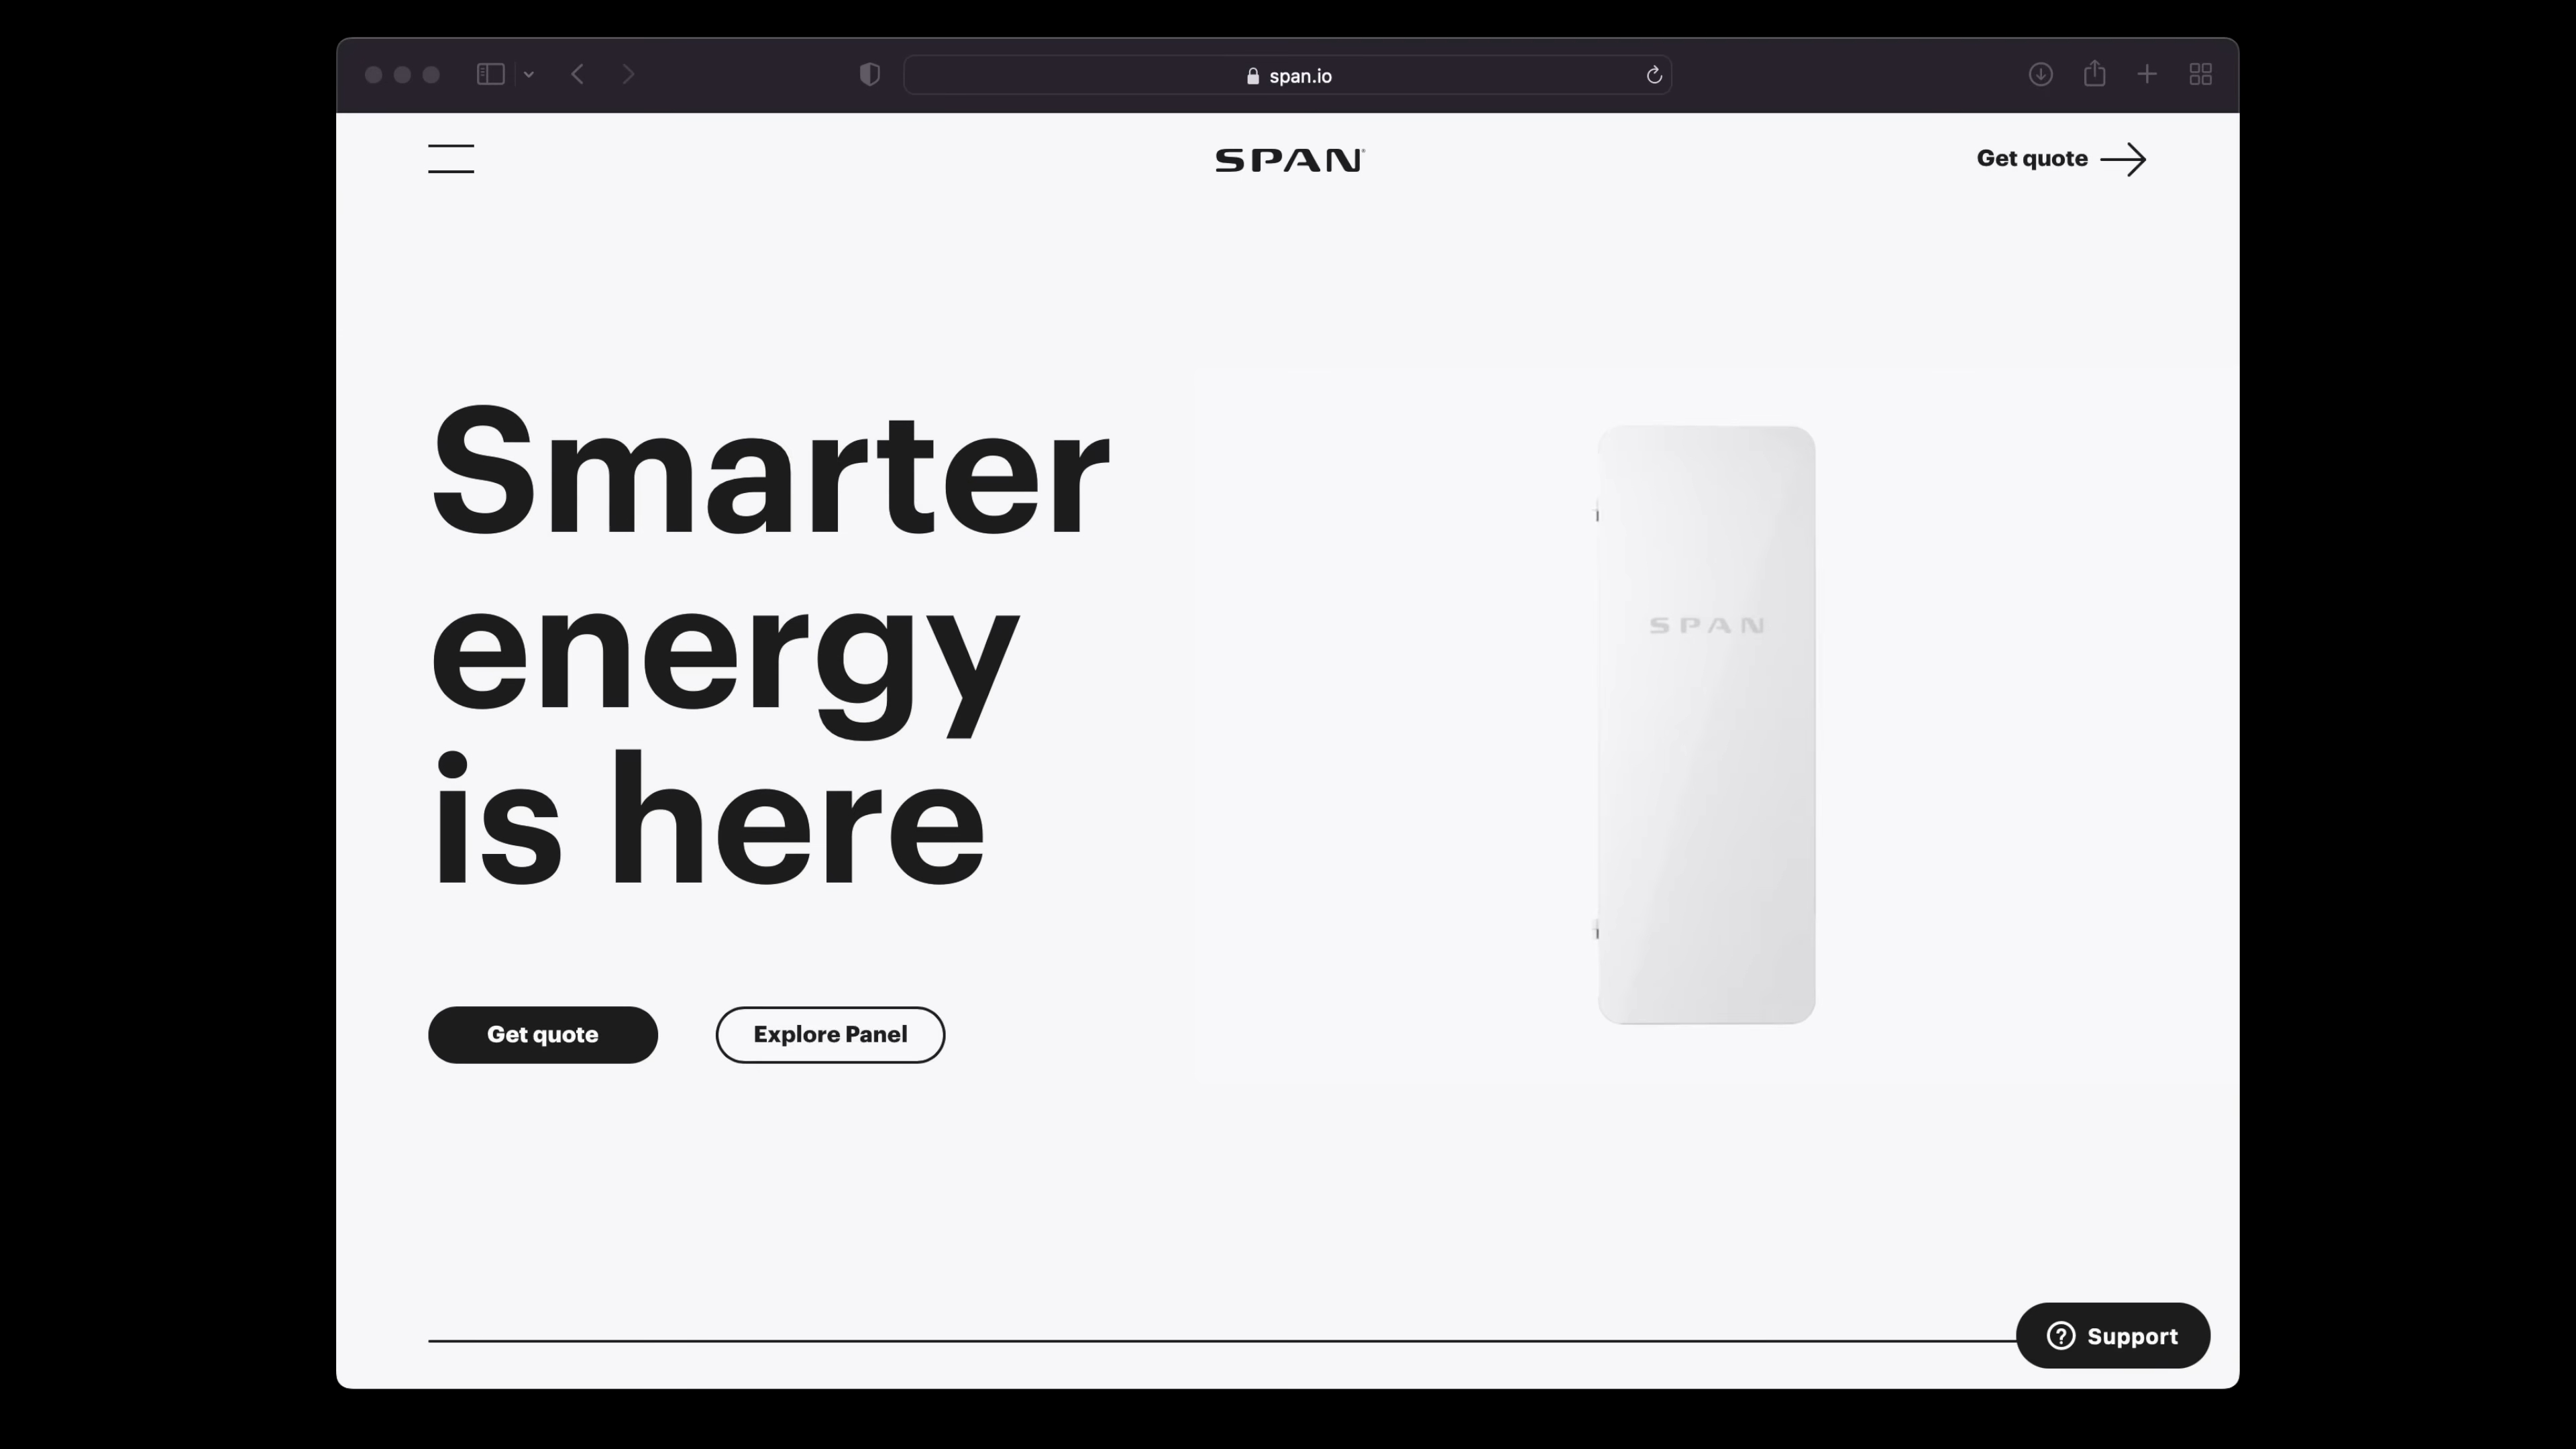 span.io
SPAN
Get quote
Smarter
energy
is here
SPAN
Get quote
Explore Panel
Support